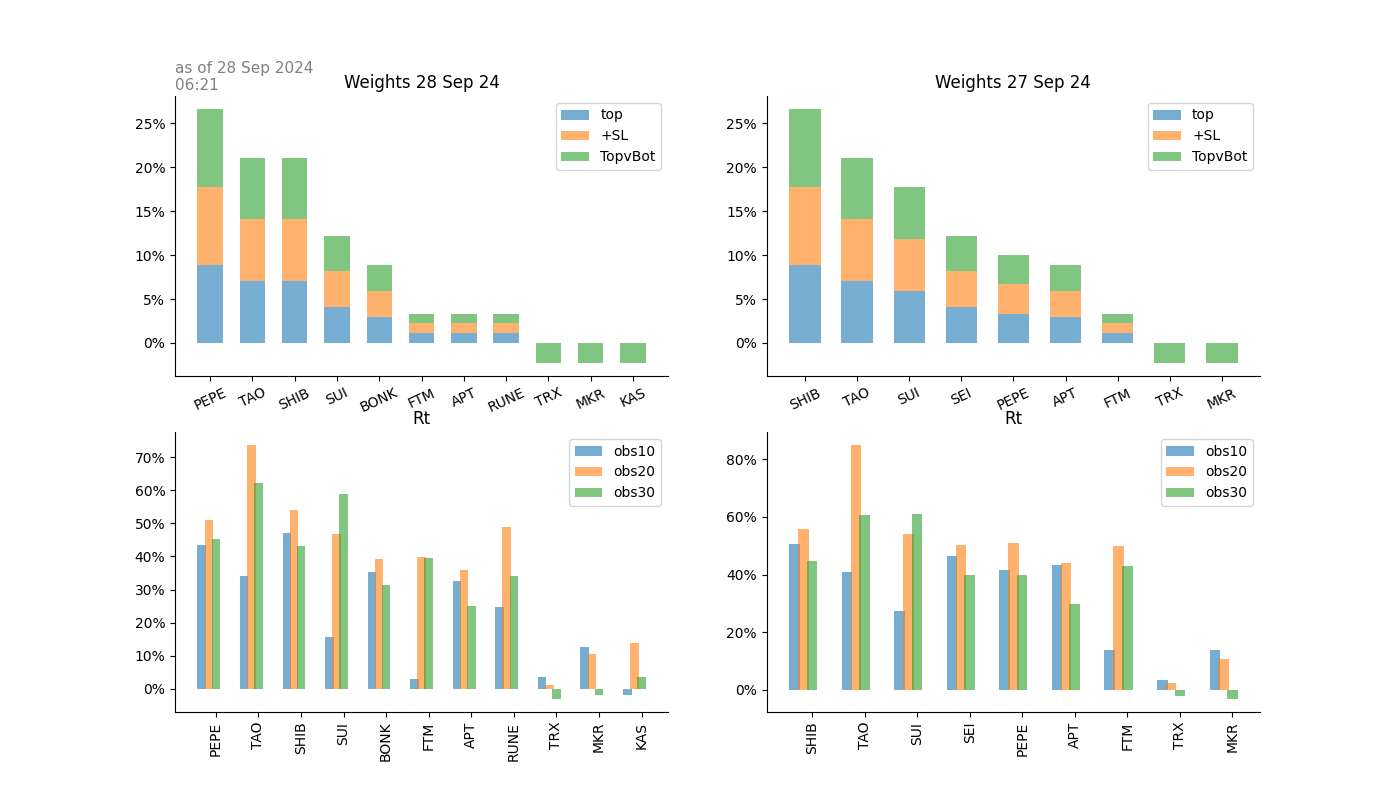 as of 28 Sep 2024
06:21
Weights 28 Sep 24
25%
20%
15%
10%
5%
0%
top
+SL
TopvBot
PEPE TAO SHIB SUI BONK FTM APT RUNE TRX MKR KAS
Weights 27 Sep 24
25%
20%
15%
10%
5%
0%
top
+SL
TopvBot
SHIB TAO SUI SEI PEPE APT FTM TRX MKR
Rt
70%
60%
50%
40%
30%
20%
10%
0%
obs10
obs20
obs30
PEPE TAO SHIB SUI BONK FTM APT RUNE TRX MKR KAS
Rt
80%
60%
40%
20%
0%
obs10
obs20
obs30
SHIB TAO SUI SEI PEPE APT FTM TRX MKR